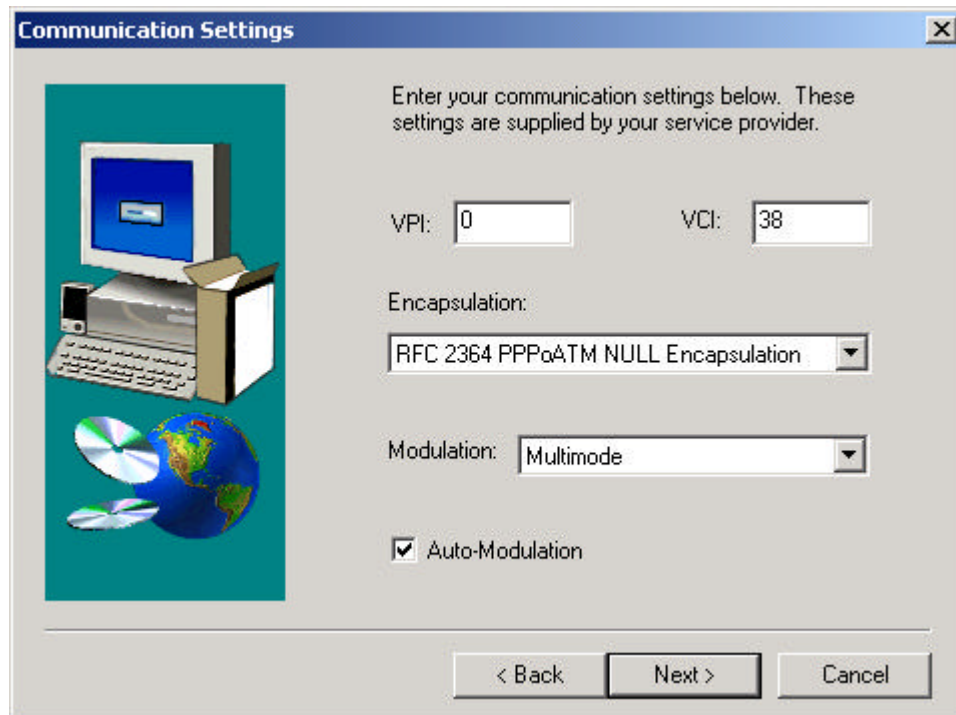 Communication Settings
Enter your communication settings below. These
settings are supplied by your service provider.
VPI: 0 VCI: 38
Encapsulation:
RFC 2364 PPPoATM NULL Encapsulation
Modulation: Multimode
Auto-Modulation
< Back Next > Cancel